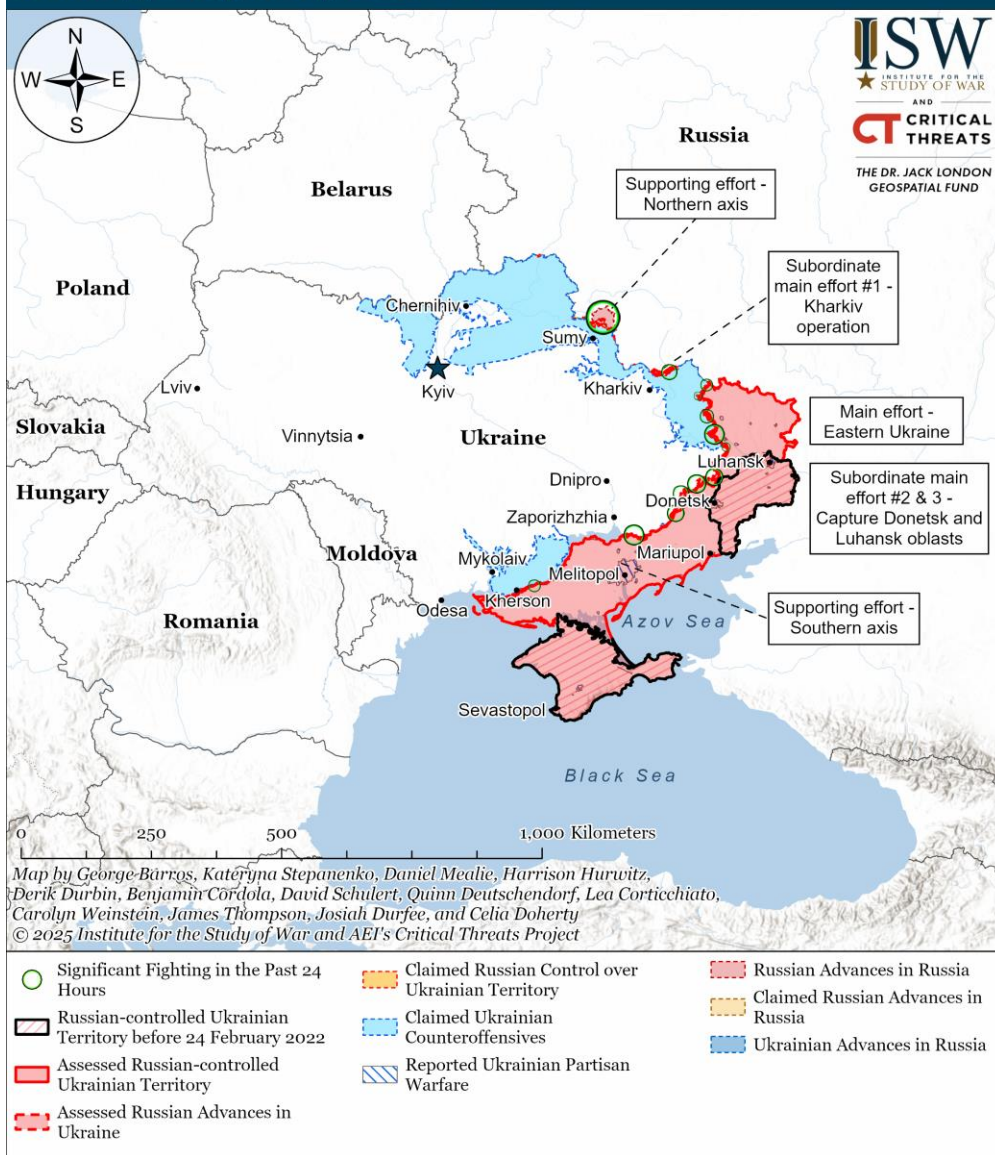 N
W
E
S
ISW
INSTITUTE FOR THE
STUDY OF WAR
AND
CT CRITICAL
THREATS
THE DR. JACK LONDON
GEOSPATIAL FUND
Russia
Supporting effort -
Northern axis
Belarus
Subordinate
main effort #1 -
Kharkiv
operation
Poland
Chernihiv
Sumy
Kyiv
Kharkiv
Lviv
Slovakia
Vinnytsia
Ukraine
Main effort -
Eastern Ukraine
Luhansk
Hungary
Dnipro
Donetsk
Subordinate main
effort #2 & 3 -
Capture Donetsk and
Luhansk oblasts
Zaporizhzhia
Moldova
Mykolaiv
Mariupol
Melitopol
Odesa
Kherson
Romania
Azov Sea
Supporting effort -
Southern axis
Sevastopol
Black Sea
0
250
500
1,000 Kilometers
Map by George Barros, Kateryna Stepanenko, Daniel Mealie, Harrison Hurwitz,
Derik Durbin, Benjamin Cordola, David Schulert, Quinn Deutschendorf, Lea Corticchiato,
Carolyn Weinstein, James Thompson, Josiah Durfee, and Celia Doherty
© 2025 Institute for the Study of War and AEI's Critical Threats Project
Significant Fighting in the Past 24
Hours
Russian-controlled Ukrainian
Territory before 24 February 2022
Assessed Russian-controlled
Ukrainian Territory
Assessed Russian Advances in
Ukraine
Claimed Russian Control over
Ukrainian Territory
Claimed Ukrainian
Counteroffensives
Reported Ukrainian Partisan
Warfare
Russian Advances in Russia
Claimed Russian Advances in
Russia
Ukrainian Advances in Russia